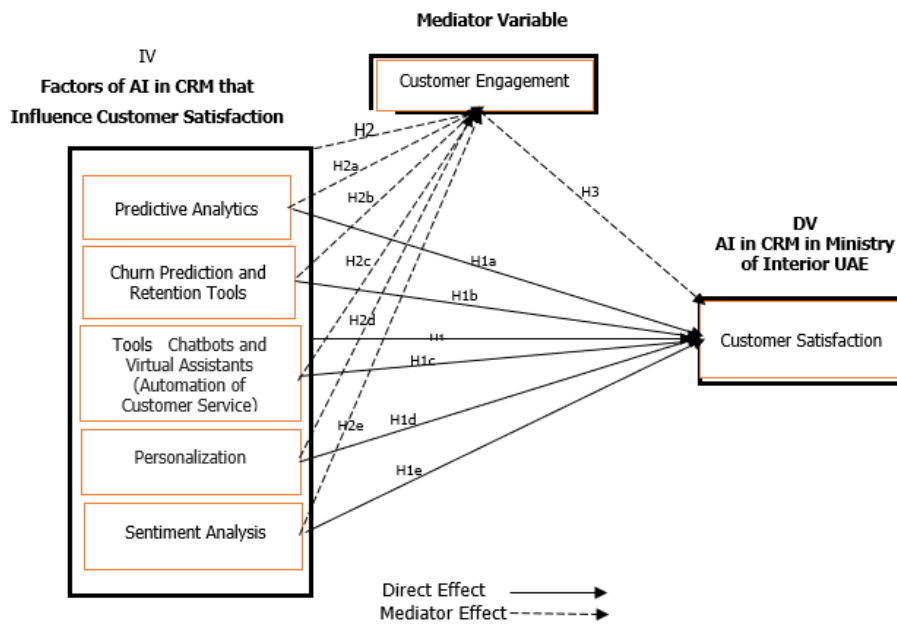 Mediator Variable
IV
Factors of AI in CRM that
Influence Customer Satisfaction
Customer Engagement
H2
H2a
Predictive Analytics
H2b
H3
DV
AI in CRM in Ministry
of Interior UAE
H1a
Churn Prediction and
Retention Tools
H2c
H1b
H2d
H1
Tools Chatbots and
Virtual Assistants
(Automation of
Customer Service)
Customer Satisfaction
H1c
H2e
H1d
Personalization
H1e
Sentiment Analysis
Direct Effect
Mediator Effect